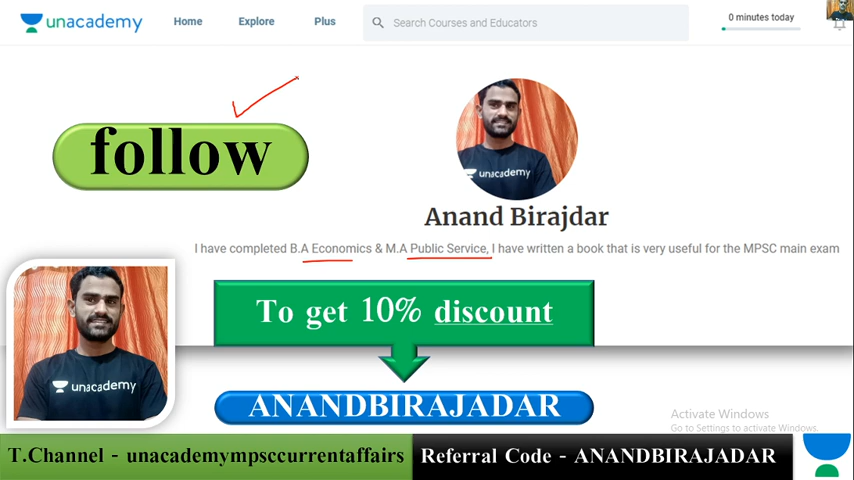 unacademy
Home Explore Plus
Search Courses and Educators
0 minutes today
follow
unacademy
Anand Birajdar
I have completed B.A Economics & M.A Public Service, I have written a book that is very useful for the MPSC main exam
To get 10% discount
unacademy
ANANDBIRAJADAR
Activate Windows
Go to Settings to activate Windows.
T.Channel - unacademympsccurrentaffairs
Referral Code - ANANDBIRAJADAR